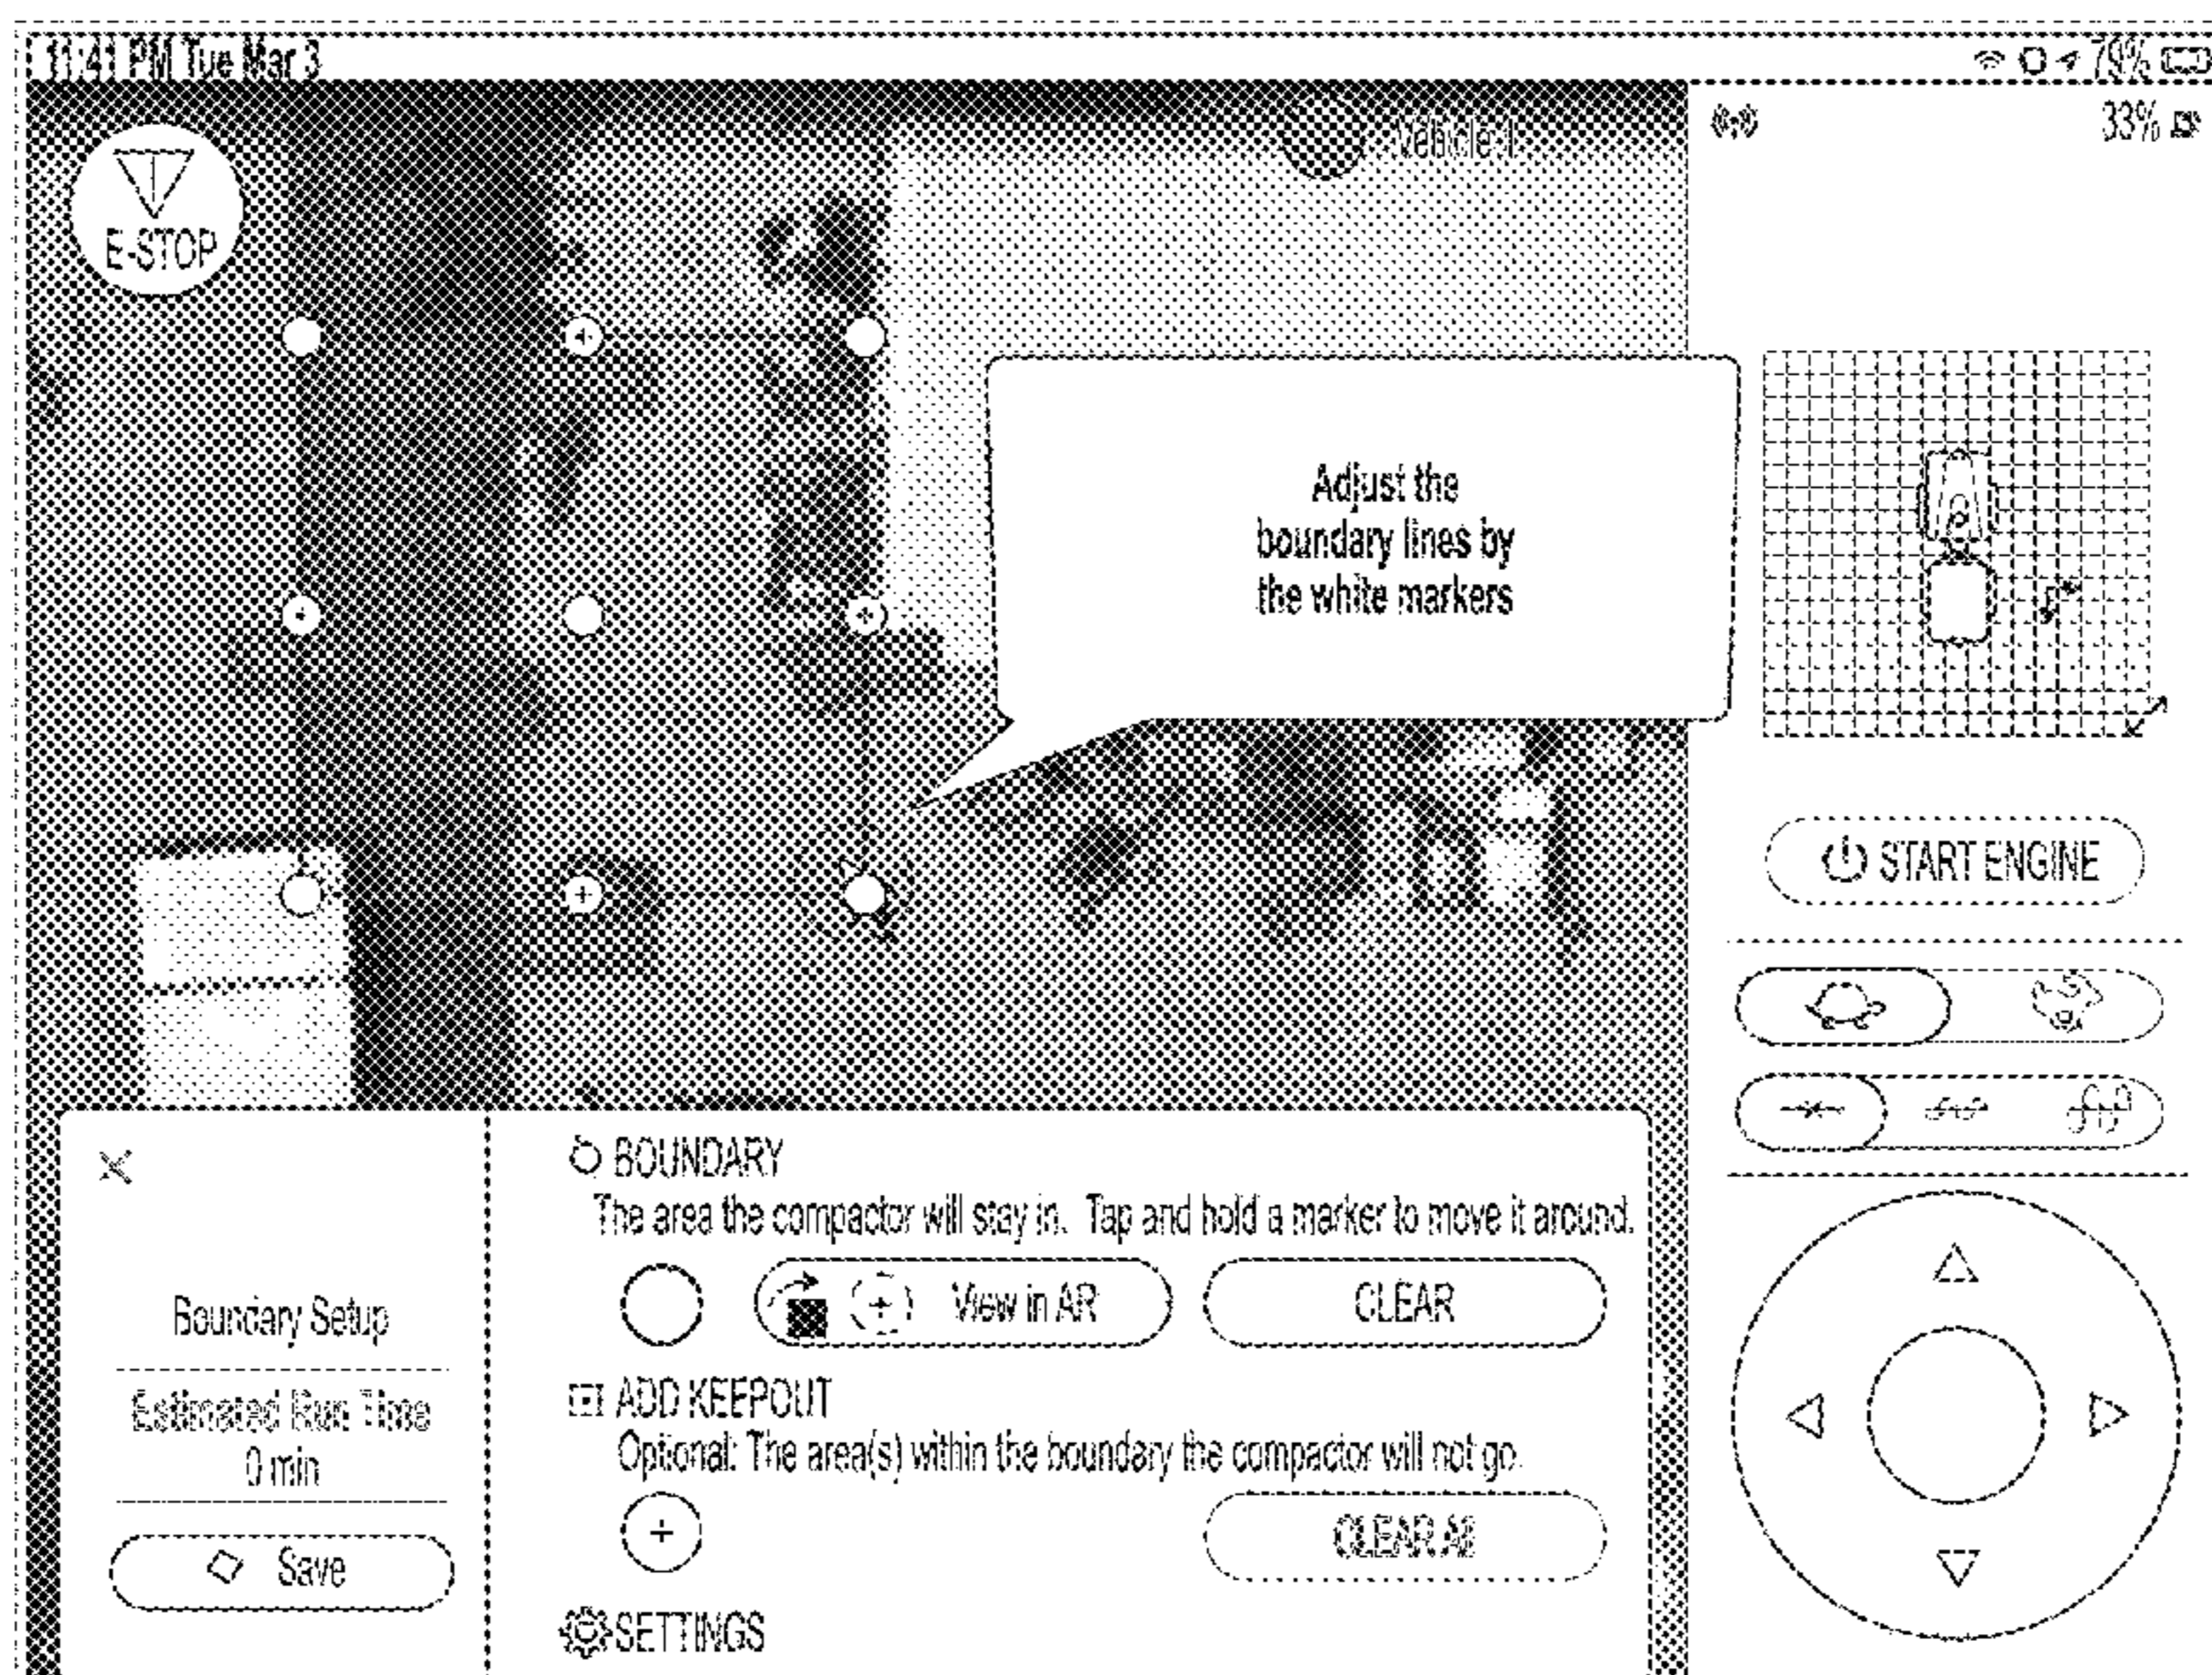 11:41 PM Tue Mar 3
79%
33%
Vehicle 1
E-STOP
Adjust the
boundary lines by
the white markers
START ENGINE
BOUNDARY
The area the compactor will stay in. Tap and hold a marker to move it around.
View in AR
CLEAR
Boundary Setup
ADD KEEPOUT
Estimated Run Time
Optional: The area(s) within the boundary the compactor will not go.
0 min
CLEAR All
Save
SETTINGS